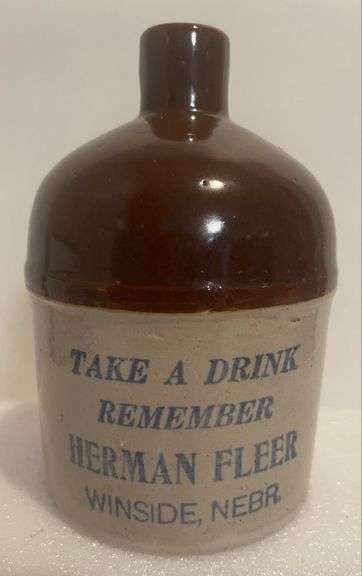 TAKE A DRINK
REMEMBER
HERMAN FLEER
WINSIDE, NEBR.